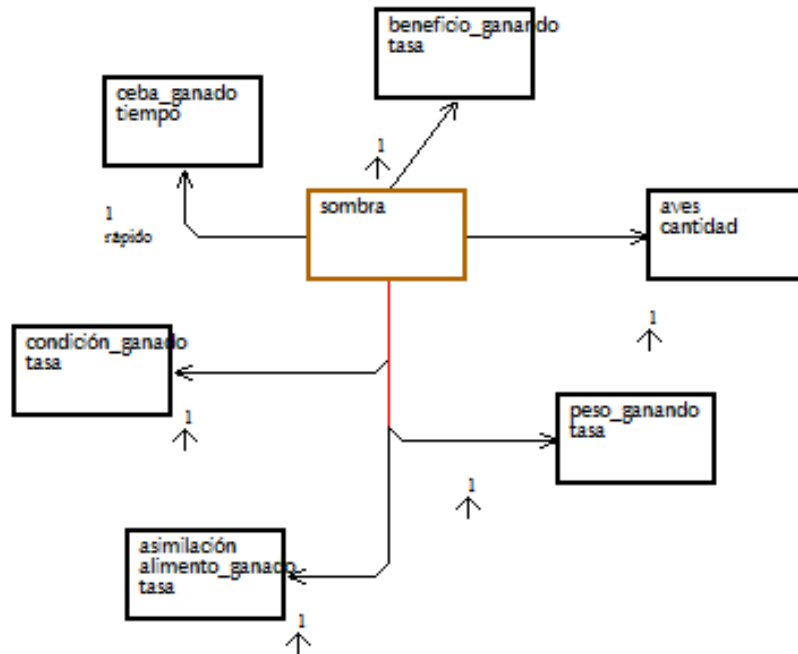 beneficio_ganando
tasa
ceba_ganado
tiempo
1
sombra
aves
cantidad
1
rápido
1
condición_ganado
tasa
1
peso_ganando
tasa
1
asimilación
alimento_ganado
tasa
1